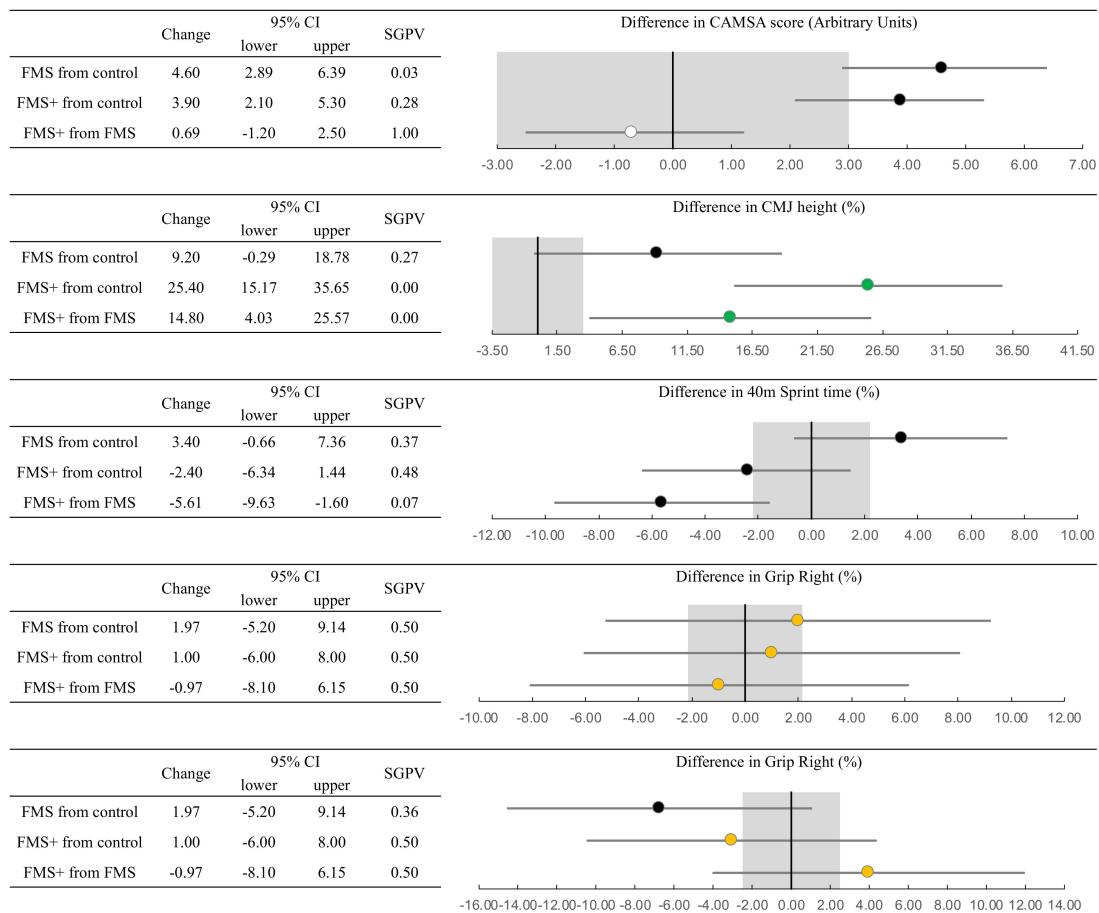 95% CI Difference in CAMSA score (Arbitrary Units)
Change SGPV
lower upper
FMS from control 4.60 2.89 6.39 0.03
FMS+ from control 3.90 2.10 5.30 0.28
FMS+ from FMS 0.69 -1.20 2.50 1.00
-3.00 -2.00 -1.00 0.00 1.00 2.00 3.00 4.00 5.00 6.00 7.00
95% CI Difference in CMJ height (%)
Change SGPV
lower upper
FMS from control 9.20 -0.29 18.78 0.27
FMS+ from control 25.40 15.17 35.65 0.00
FMS+ from FMS 14.80 4.03 25.57 0.00
-3.50 1.50 6.50 11.50 16.50 21.50 26.50 31.50 36.50 41.50
95% CI Difference in 40m Sprint time (%)
Change SGPV
lower upper
FMS from control 3.40 -0.66 7.36 0.37
FMS+ from control -2.40 -6.34 1.44 0.48
FMS+ from FMS -5.61 -9.63 -1.60 0.07
-12.00 -10.00 -8.00 -6.00 -4.00 -2.00 0.00 2.00 4.00 6.00 8.00 10.00
95% CI Difference in Grip Right (%)
Change SGPV
lower upper
FMS from control 1.97 -5.20 9.14 0.50
FMS+ from control 1.00 -6.00 8.00 0.50
FMS+ from FMS -0.97 -8.10 6.15 0.50
-10.00 -8.00 -6.00 -4.00 -2.00 0.00 2.00 4.00 6.00 8.00 10.00 12.00
95% CI Difference in Grip Right (%)
Change SGPV
lower upper
FMS from control 1.97 -5.20 9.14 0.36
FMS+ from control 1.00 -6.00 8.00 0.50
FMS+ from FMS -0.97 -8.10 6.15 0.50
-16.00 -14.00 -12.00 -10.00 -8.00 -6.00 -4.00 -2.00 0.00 2.00 4.00 6.00 8.00 10.00 12.00 14.00